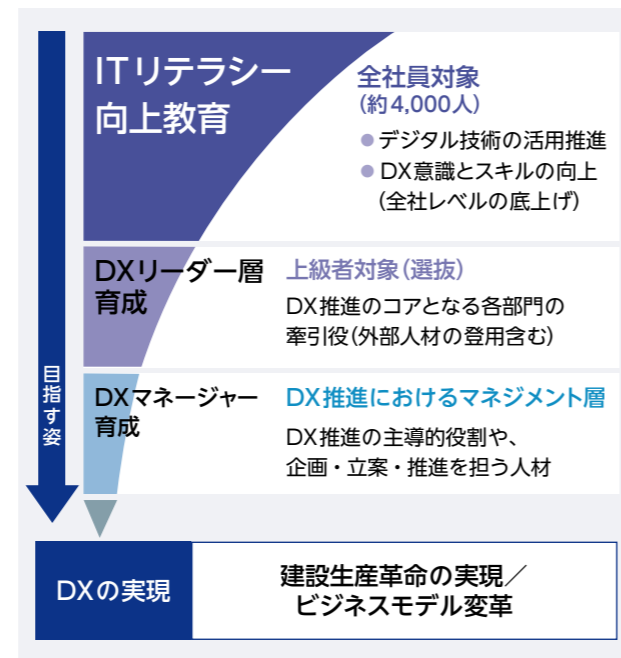 ITリテラシー
向上教育
全社員対象
(約4,000人)
● デジタル技術の活用推進
● DX意識とスキルの向上
(全社レベルの底上げ)
DXリーダー層
育成
上級者対象(選抜)
DX推進のコアとなる各部門の
牽引役(外部人材の登用含む)
DXマネージャー
育成
DX推進におけるマネジメント層
DX推進の主導的役割や、
企画・立案・推進を担う人材
目指す姿
DXの実現
建設生産革命の実現／
ビジネスモデル変革